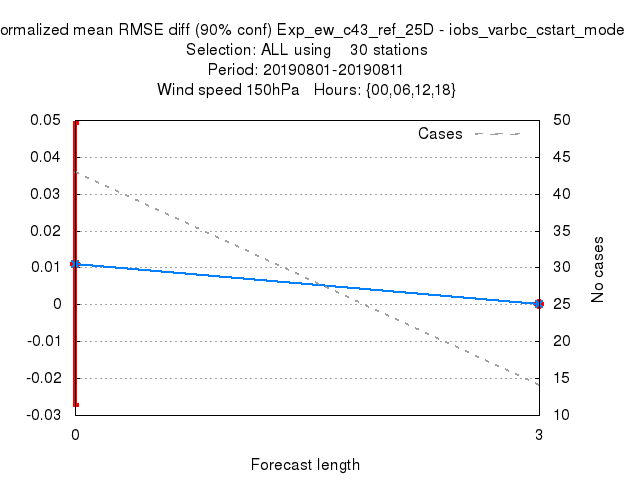 ormalized mean RMSE diff (90% conf) Exp_ew_c43_ref_25D - iobs_varbc_cstart_mode
Selection: ALL using 30 stations
Period: 20190801-20190811
Wind speed 150hPa Hours: {00,06,12,18}
Cases
0.05
0.04
0.03
0.02
0.01
0
-0.01
-0.02
-0.03
50
45
40
35
30
25
20
15
10
No cases
0
3
Forecast length